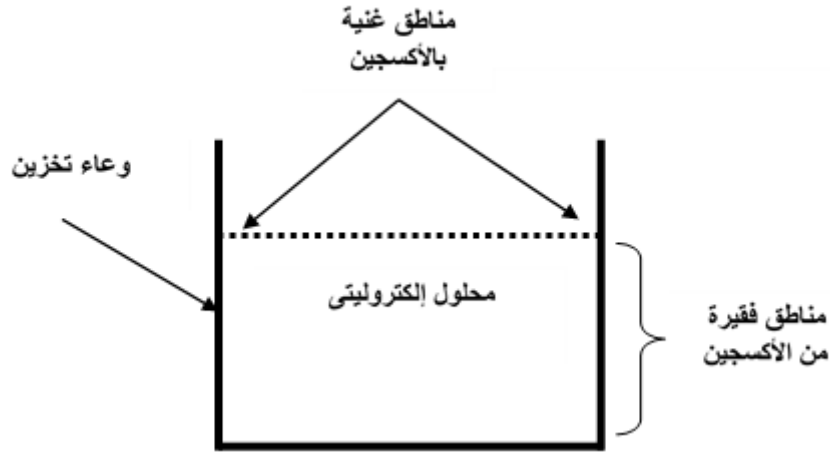 مناطق غنية
بالأكسجين
وعاء تخزين
محلول إلكتروليتى
مناطق فقيرة
من الأكسجين